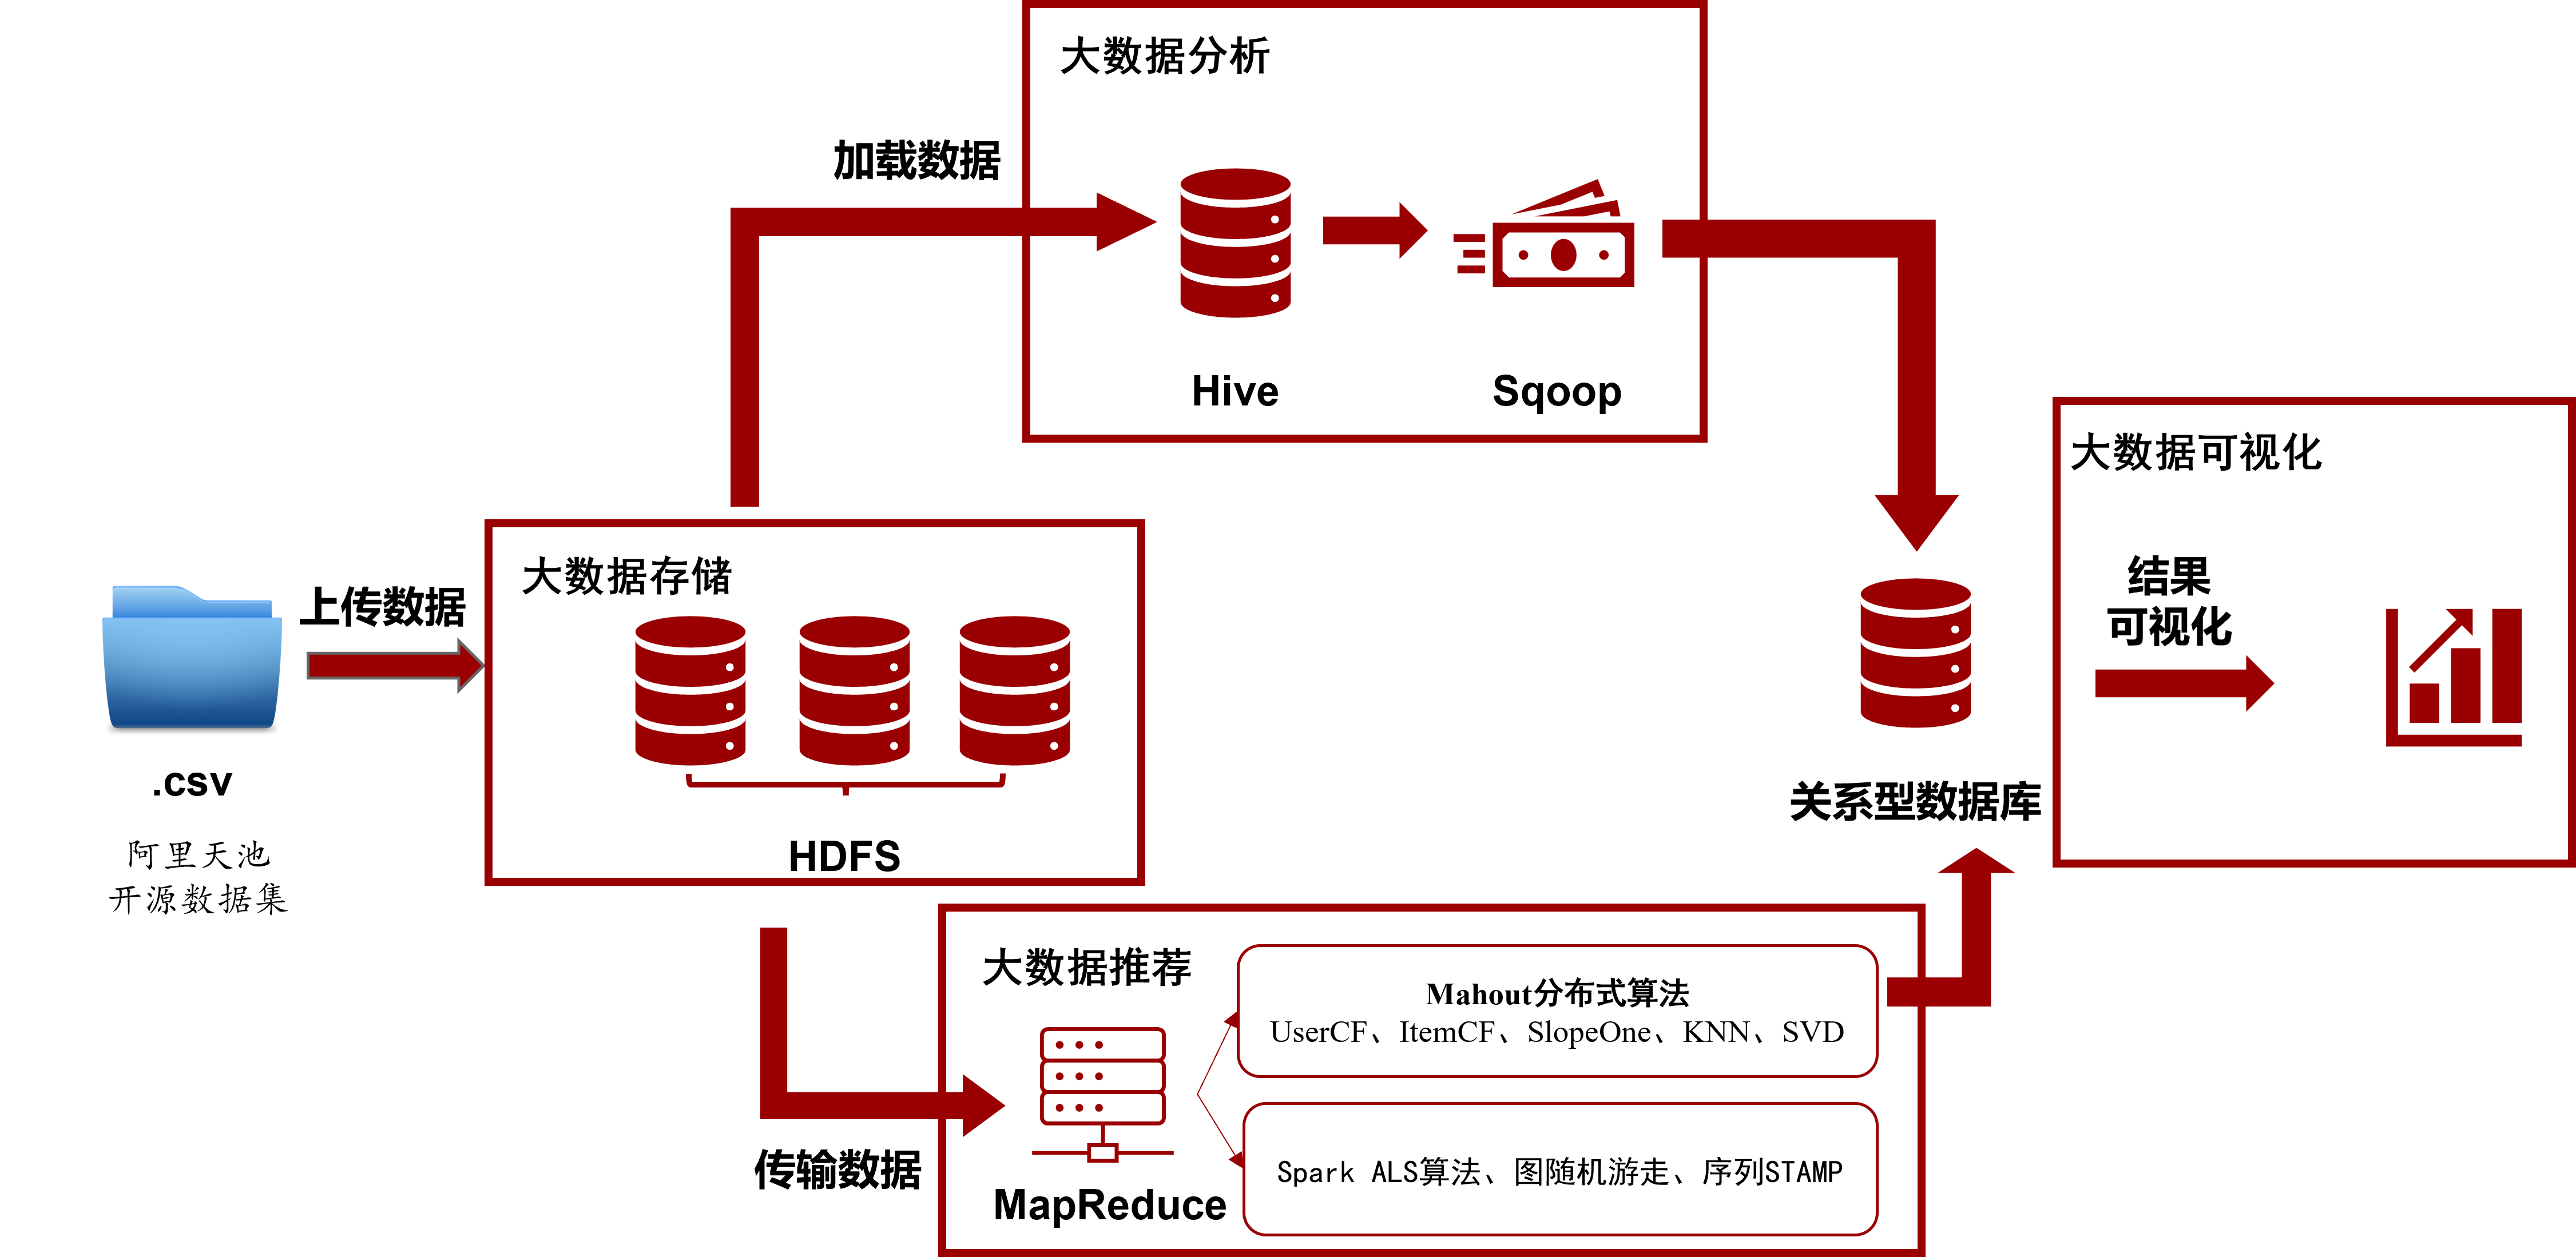 大数据分析
加载数据
Hive
Sqoop
大数据存储
上传数据
HDFS
.csv
阿里天池
开源数据集
大数据可视化
结果
可视化
关系型数据库
大数据推荐
Mahout分布式算法
UserCF、ItemCF、SlopeOne、KNN、SVD
传输数据
MapReduce
Spark ALS算法、图随机游走、序列STAMP